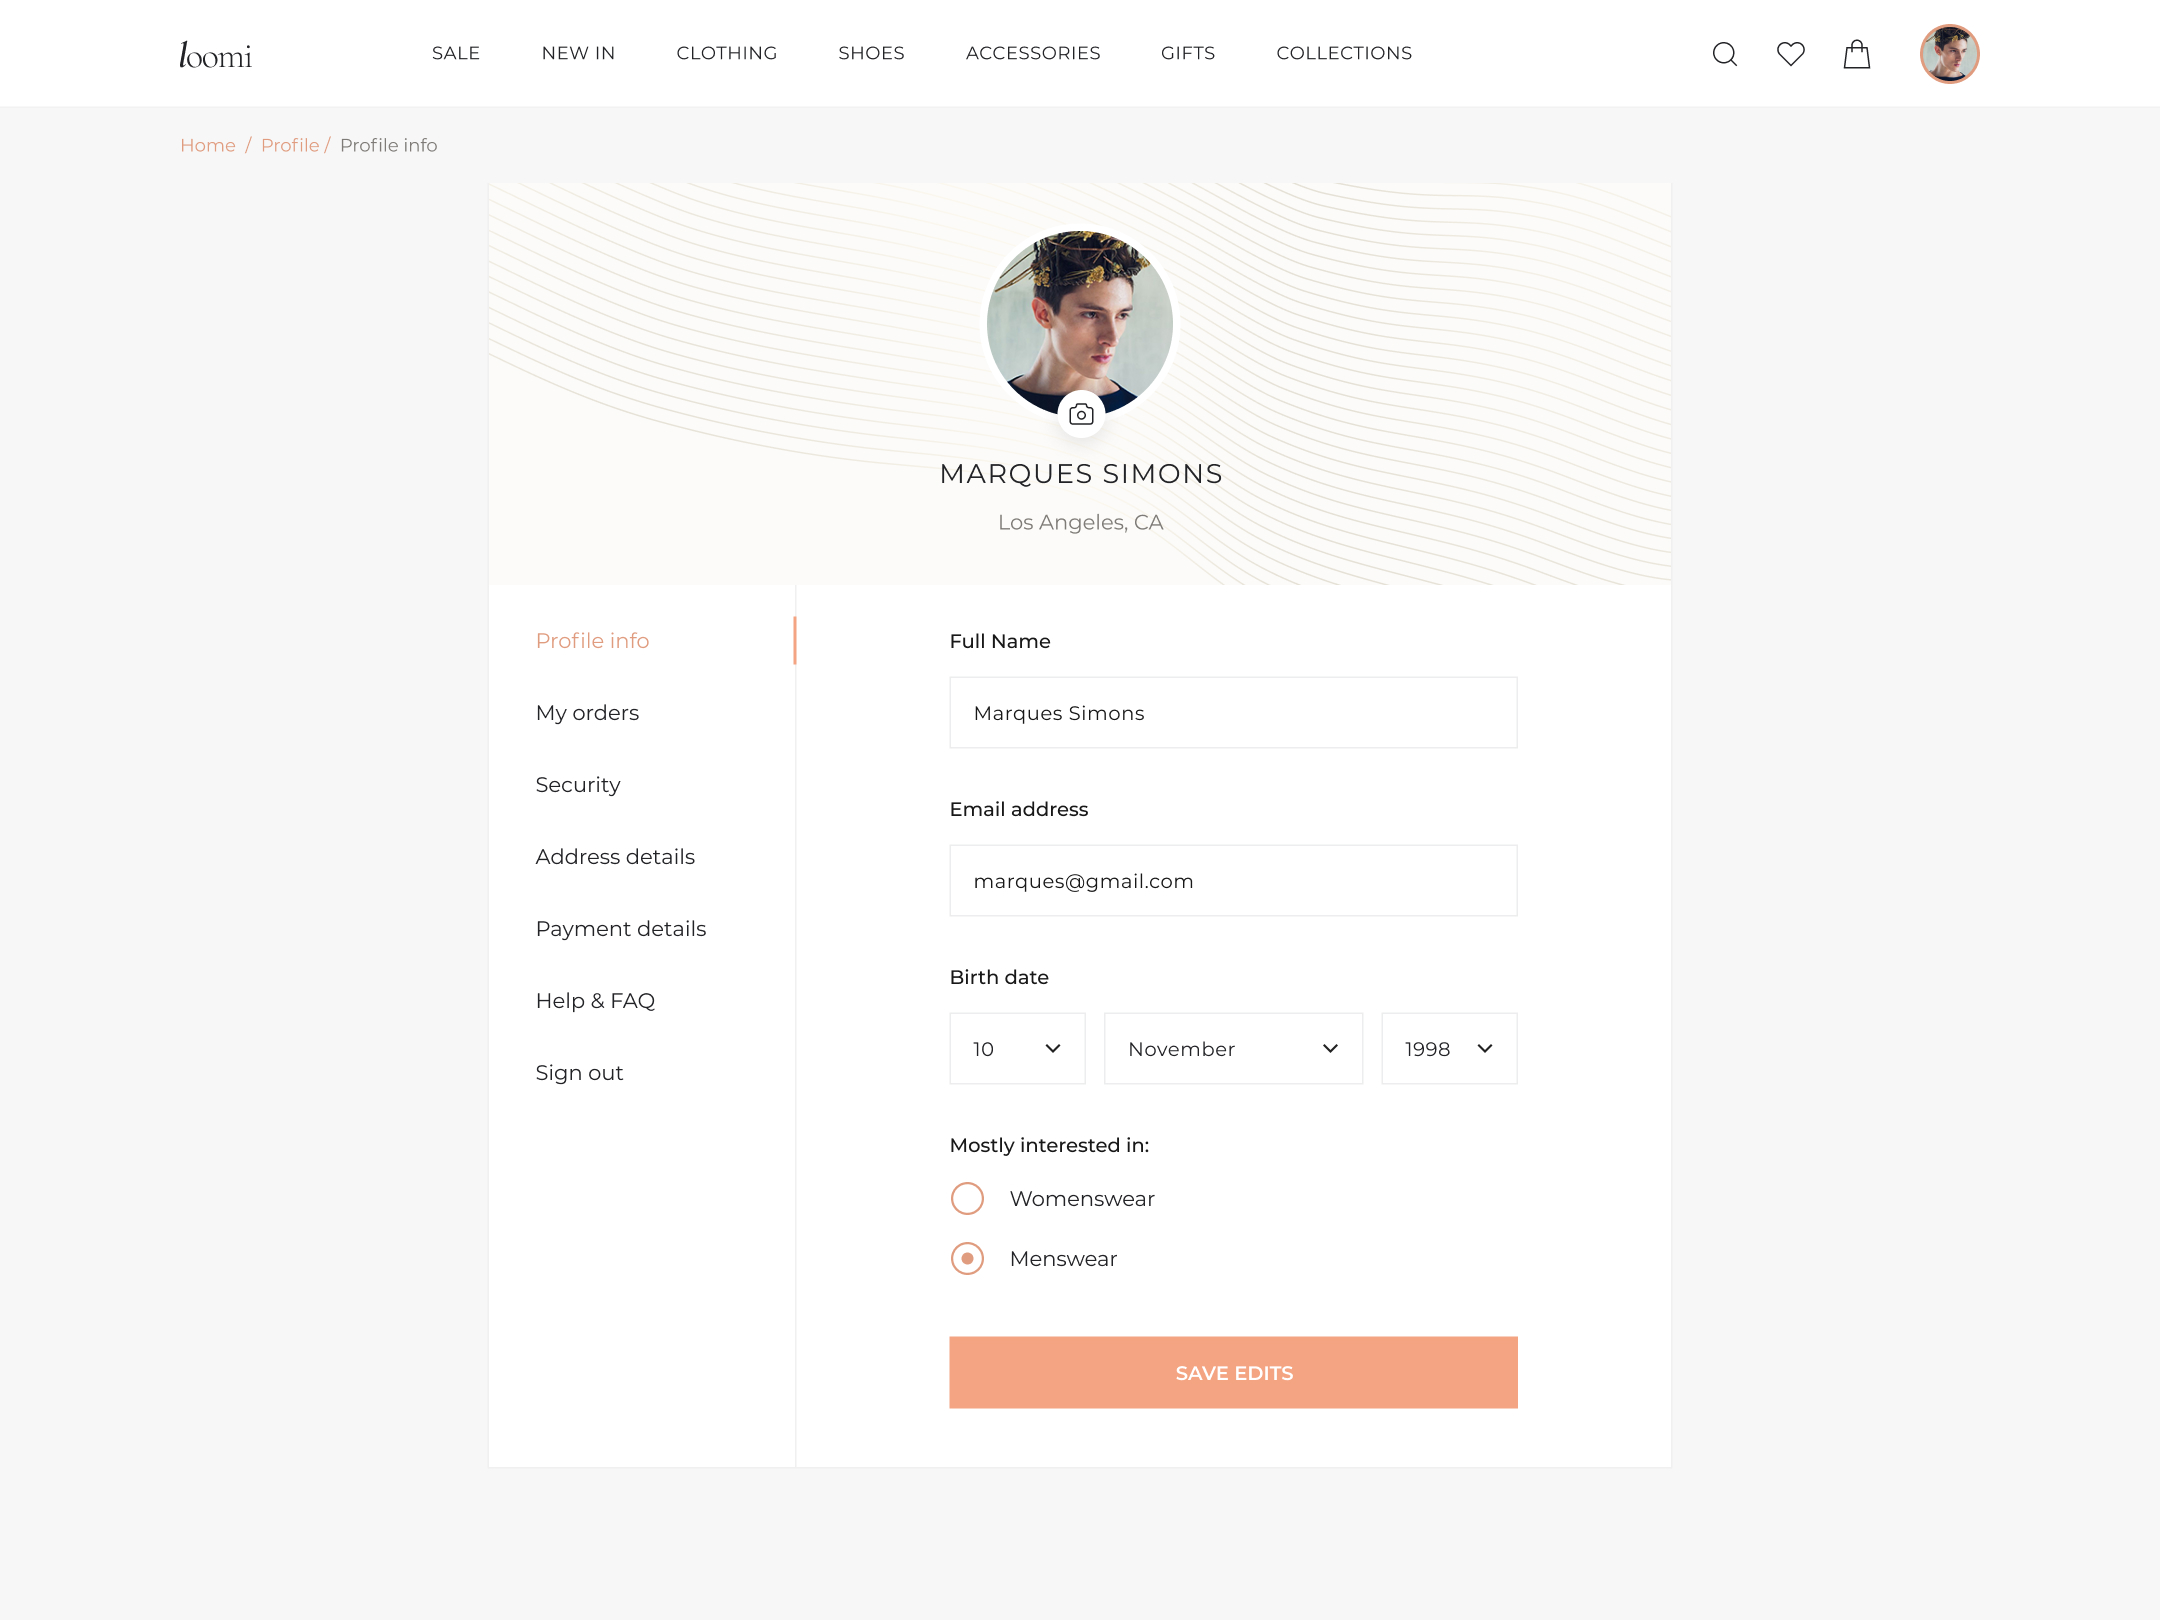 loomi
SALE NEW IN CLOTHING SHOES ACCESSORIES GIFTS COLLECTIONS
Home / Profile / Profile info
MARQUES SIMONS
Los Angeles, CA
Profile info
My orders
Security
Address details
Payment details
Help & FAQ
Sign out
Full Name
Marques Simons
Email address
marques@gmail.com
Birth date
10 November 1998
Mostly interested in:
Womenswear
Menswear
SAVE EDITS